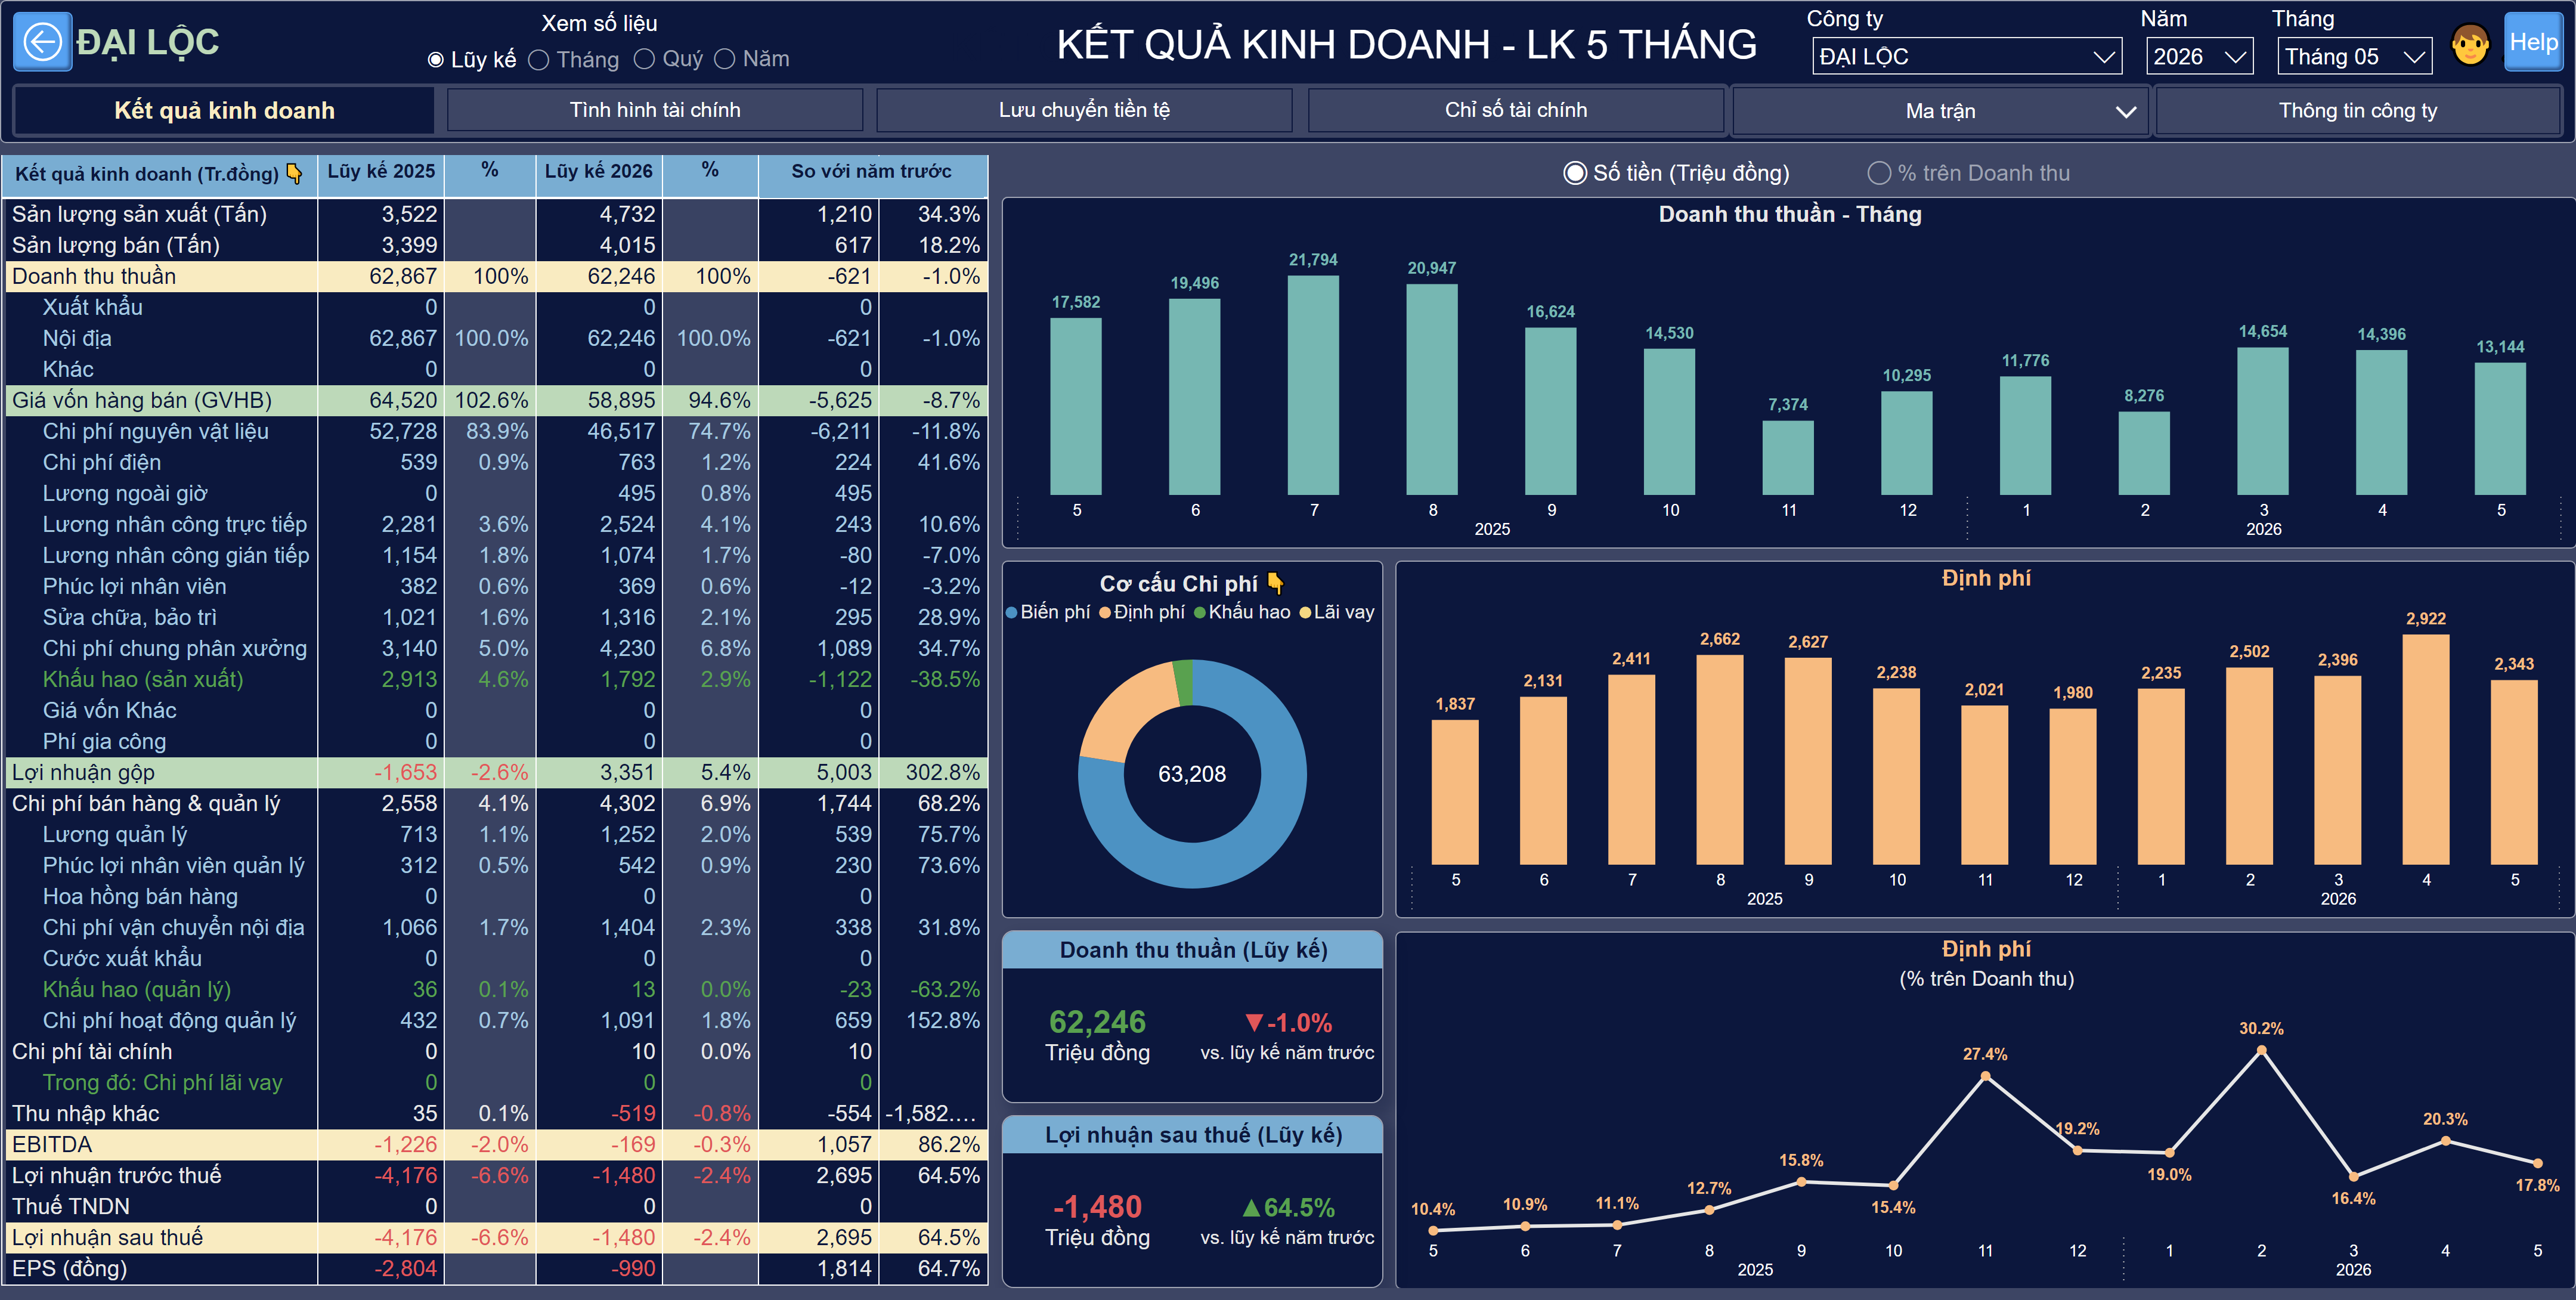 ĐẠI LỘC
Xem số liệu
Lũy kế Tháng Quý Năm
KẾT QUẢ KINH DOANH - LK 5 THÁNG
Công ty Năm Tháng
ĐẠI LỘC 2026 Tháng 05
Help
Kết quả kinh doanh Tình hình tài chính Lưu chuyển tiền tệ Chỉ số tài chính Ma trận Thông tin công ty
Kết quả kinh doanh (Tr.đồng) Lũy kế 2025 % Lũy kế 2026 % So với năm trước
Sản lượng sản xuất (Tấn) 3,522 4,732 1,210 34.3%
Sản lượng bán (Tấn) 3,399 4,015 617 18.2%
Doanh thu thuần 62,867 100% 62,246 100% -621 -1.0%
Xuất khẩu 0 0 0
Nội địa 62,867 100.0% 62,246 100.0% -621 -1.0%
Khác 0 0 0
Giá vốn hàng bán (GVHB) 64,520 102.6% 58,895 94.6% -5,625 -8.7%
Chi phí nguyên vật liệu 52,728 83.9% 46,517 74.7% -6,211 -11.8%
Chi phí điện 539 0.9% 763 1.2% 224 41.6%
Lương ngoài giờ 0 495 0.8% 495
Lương nhân công trực tiếp 2,281 3.6% 2,524 4.1% 243 10.6%
Lương nhân công gián tiếp 1,154 1.8% 1,074 1.7% -80 -7.0%
Phúc lợi nhân viên 382 0.6% 369 0.6% -12 -3.2%
Sửa chữa, bảo trì 1,021 1.6% 1,316 2.1% 295 28.9%
Chi phí chung phân xưởng 3,140 5.0% 4,230 6.8% 1,089 34.7%
Khấu hao (sản xuất) 2,913 4.6% 1,792 2.9% -1,122 -38.5%
Giá vốn Khác 0 0 0
Phí gia công 0 0 0
Lợi nhuận gộp -1,653 -2.6% 3,351 5.4% 5,003 302.8%
Chi phí bán hàng & quản lý 2,558 4.1% 4,302 6.9% 1,744 68.2%
Lương quản lý 713 1.1% 1,252 2.0% 539 75.7%
Phúc lợi nhân viên quản lý 312 0.5% 542 0.9% 230 73.6%
Hoa hồng bán hàng 0 0 0
Chi phí vận chuyển nội địa 1,066 1.7% 1,404 2.3% 338 31.8%
Cước xuất khẩu 0 0 0
Khấu hao (quản lý) 36 0.1% 13 0.0% -23 -63.2%
Chi phí hoạt động quản lý 432 0.7% 1,091 1.8% 659 152.8%
Chi phí tài chính 0 10 0.0% 10
Trong đó: Chi phí lãi vay 0 0 0
Thu nhập khác 35 0.1% -519 -0.8% -554 -1,582....
EBITDA -1,226 -2.0% -169 -0.3% 1,057 86.2%
Lợi nhuận trước thuế -4,176 -6.6% -1,480 -2.4% 2,695 64.5%
Thuế TNDN 0 0 0
Lợi nhuận sau thuế -4,176 -6.6% -1,480 -2.4% 2,695 64.5%
EPS (đồng) -2,804 -990 1,814 64.7%
Số tiền (Triệu đồng) % trên Doanh thu
Doanh thu thuần - Tháng
17,582 19,496 21,794 20,947 16,624 14,530 7,374 10,295 11,776 8,276 14,654 14,396 13,144
5 6 7 8 9 10 11 12 1 2 3 4 5
2025 2026
Cơ cấu Chi phí
Biến phí Định phí Khấu hao Lãi vay
63,208
Định phí
1,837 2,131 2,411 2,662 2,627 2,238 2,021 1,980 2,235 2,502 2,396 2,922 2,343
5 6 7 8 9 10 11 12 1 2 3 4 5
2025 2026
Doanh thu thuần (Lũy kế)
62,246 ▼-1.0%
Triệu đồng vs. lũy kế năm trước
Lợi nhuận sau thuế (Lũy kế)
-1,480 ▲64.5%
Triệu đồng vs. lũy kế năm trước
Định phí
(% trên Doanh thu)
10.4% 10.9% 11.1% 12.7% 15.8% 15.4% 27.4% 19.2% 19.0% 30.2% 16.4% 20.3% 17.8%
5 6 7 8 9 10 11 12 1 2 3 4 5
2025 2026